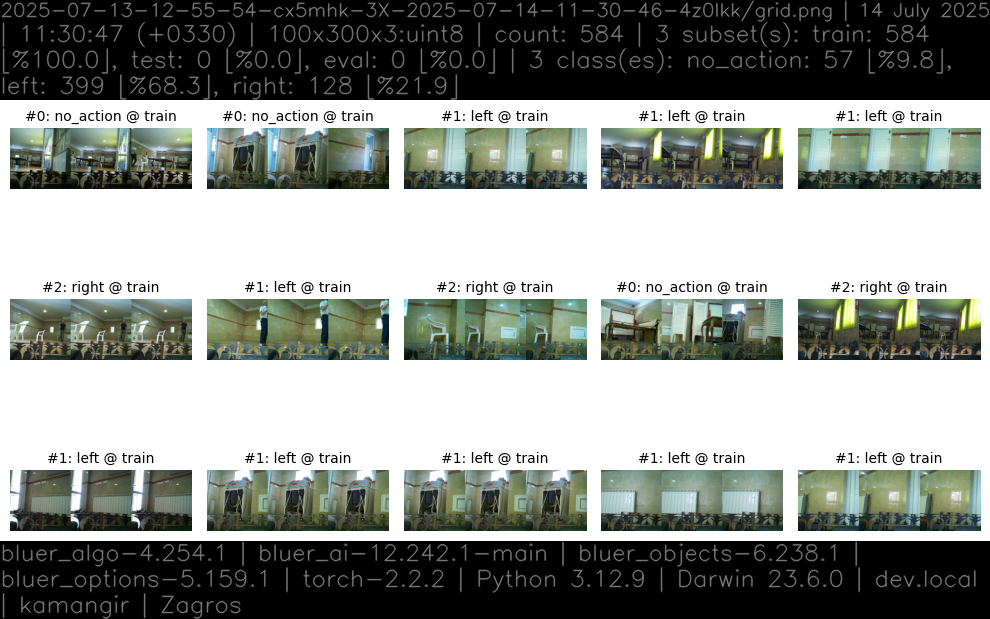 2025-07-13-12-55-54-cx5mhk-3X-2025-07-14-11-30-46-4z0lkk/grid.png | 14 July 2025
| 11:30:47 (+0330) | 100x300x3:uint8 | count: 584 | 3 subset(s): train: 584
[%100.0], test: 0 [%0.0], eval: 0 [%0.0] | 3 class(es): no_action: 57 [%9.8],
left: 399 [%68.3], right: 128 [%21.9]
#0: no_action @ train #0: no_action @ train #1: left @ train #1: left @ train #1: left @ train
#2: right @ train #1: left @ train #2: right @ train #0: no_action @ train #2: right @ train
#1: left @ train #1: left @ train #1: left @ train #1: left @ train #1: left @ train
bluer_algo-4.254.1 | bluer_ai-12.242.1-main | bluer_objects-6.238.1 |
bluer_options-5.159.1 | torch-2.2.2 | Python 3.12.9 | Darwin 23.6.0 | dev.local
| kamangir | Zagros